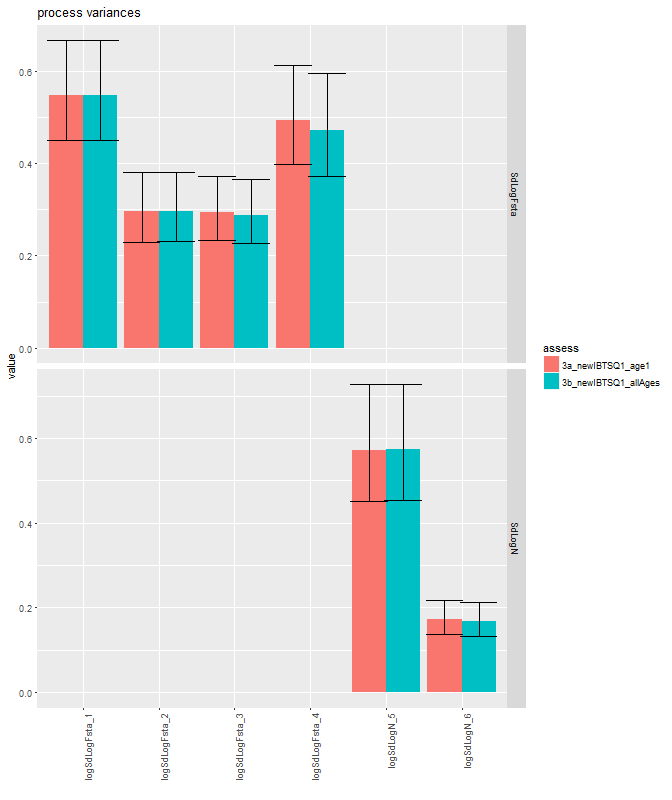 process variances
value
0.6
0.4
0.2
0.0
SdLogFsta
0.6
0.4
0.2
0.0
SdLogN
logSdLogFsta_1
logSdLogFsta_2
logSdLogFsta_3
logSdLogFsta_4
logSdLogN_5
logSdLogN_6
assess
3a_newIBTSQ1_age1
3b_newIBTSQ1_allAges